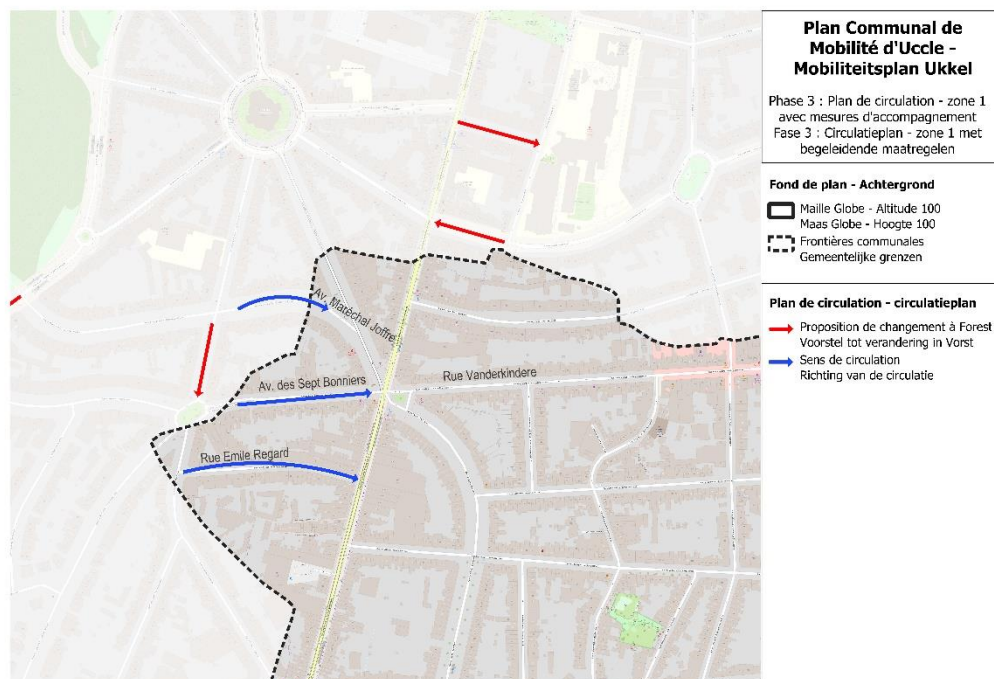 Plan Communal de
Mobilité d'Uccle -
Mobiliteitsplan Ukkel
Phase 3 : Plan de circulation - zone 1
avec mesures d'accompagnement
Fase 3 : Circulatieplan - zone 1 met
begeleidende maatregelen
Fond de plan - Achtergrond
Maille Globe - Altitude 100
Maas Globe - Hoogte 100
Frontières communales
Gemeentelijke grenzen
Plan de circulation - circulatieplan
Proposition de changement à Forest
Voorstel tot verandering in Vorst
Sens de circulation
Richting van de circulatie
Av. Maréchal Joffre
Rue Vanderkindere
Av. des Sept Bonniers
Rue Emile Regard